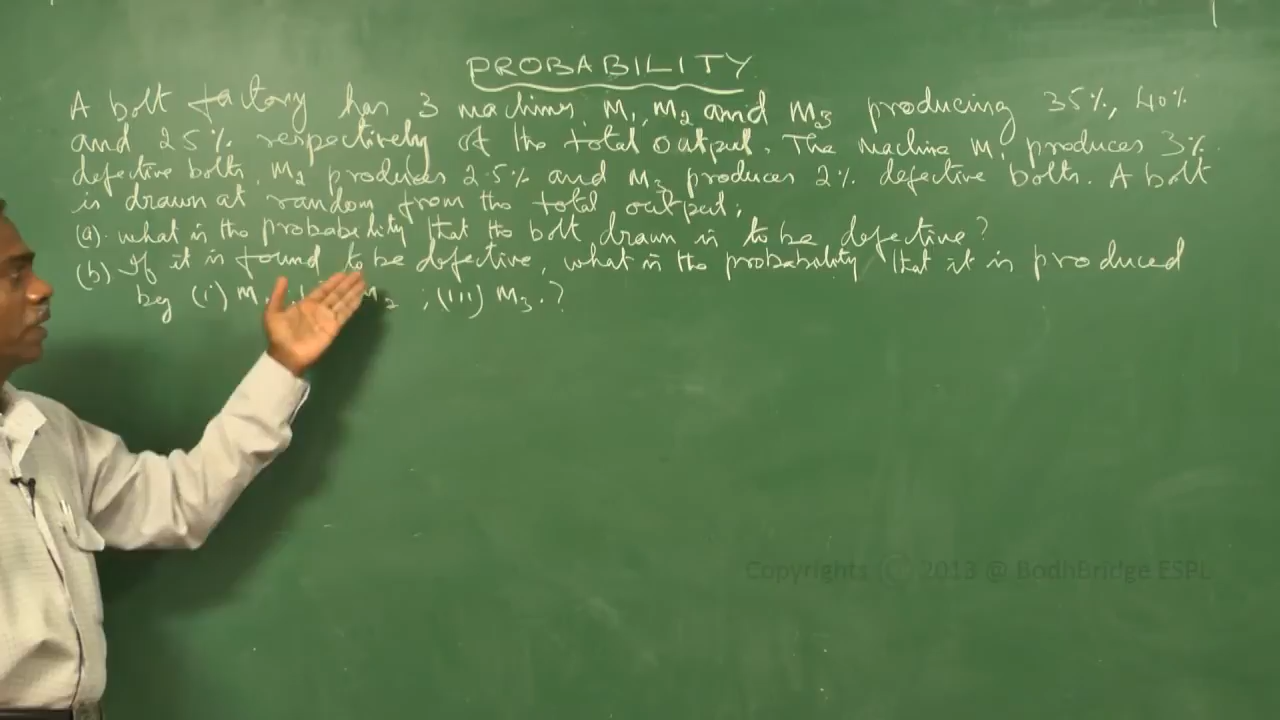 PROBABILITY
A bolt factory has 3 machines, M1, M2 and M3 producing 35%, 40%
and 25% respectively of the total output. The machine M1 produces 3%
defective bolts, M2 produces 2.5% and M3 produces 2% defective bolts. A bolt
is drawn at random from the total output;
(a). what is the probability that the bolt drawn is to be defective?
(b). If it is found to be defective, what is the probability that it is produced
by (i) M M2 ; (iii) M3.?
Copyrights © 2013 @ BodhBridge ESPL